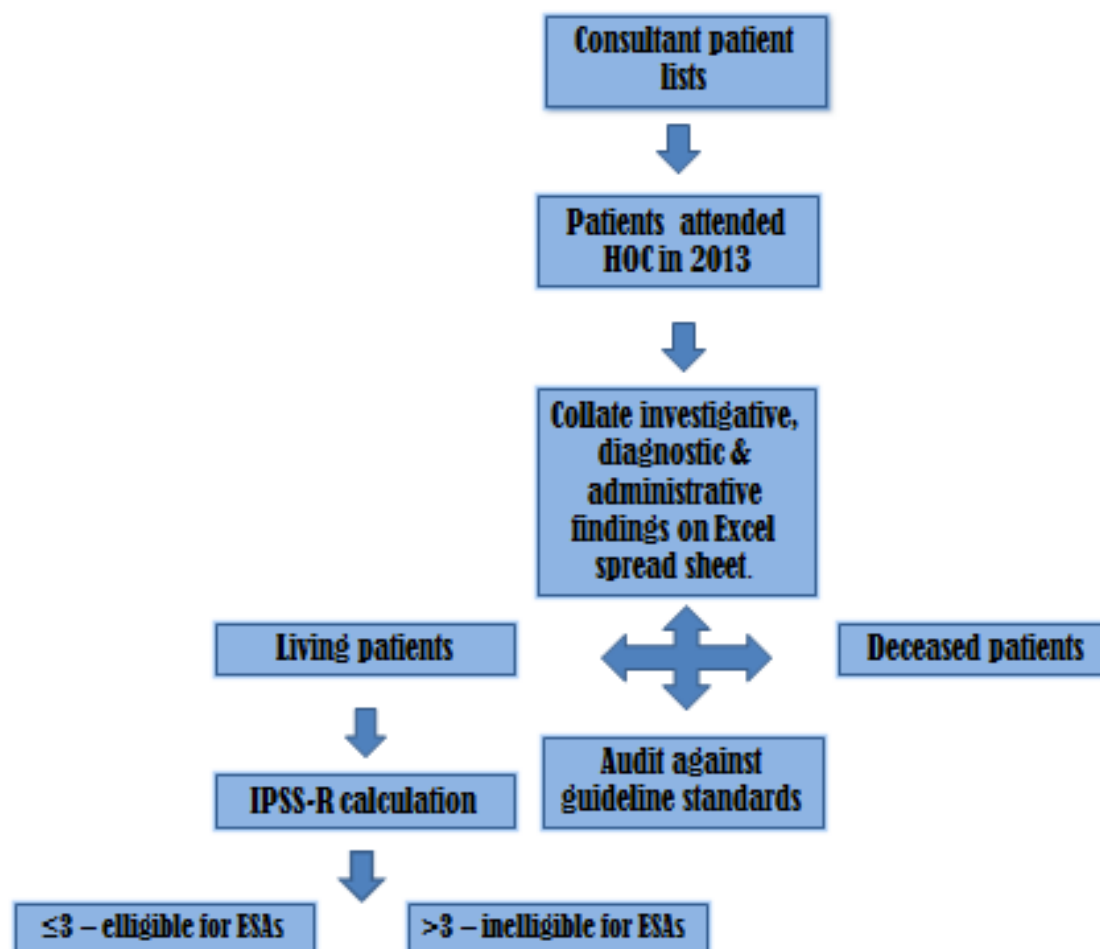 Consultant patient
lists
Patients attended
HOC in 2013
Collate investigative,
diagnostic &
administrative
findings on Excel
spread sheet.
Living patients
Deceased patients
IPSS-R calculation
Audit against
guideline standards
≤3 – elligible for ESAs
>3 – inelligible for ESAs